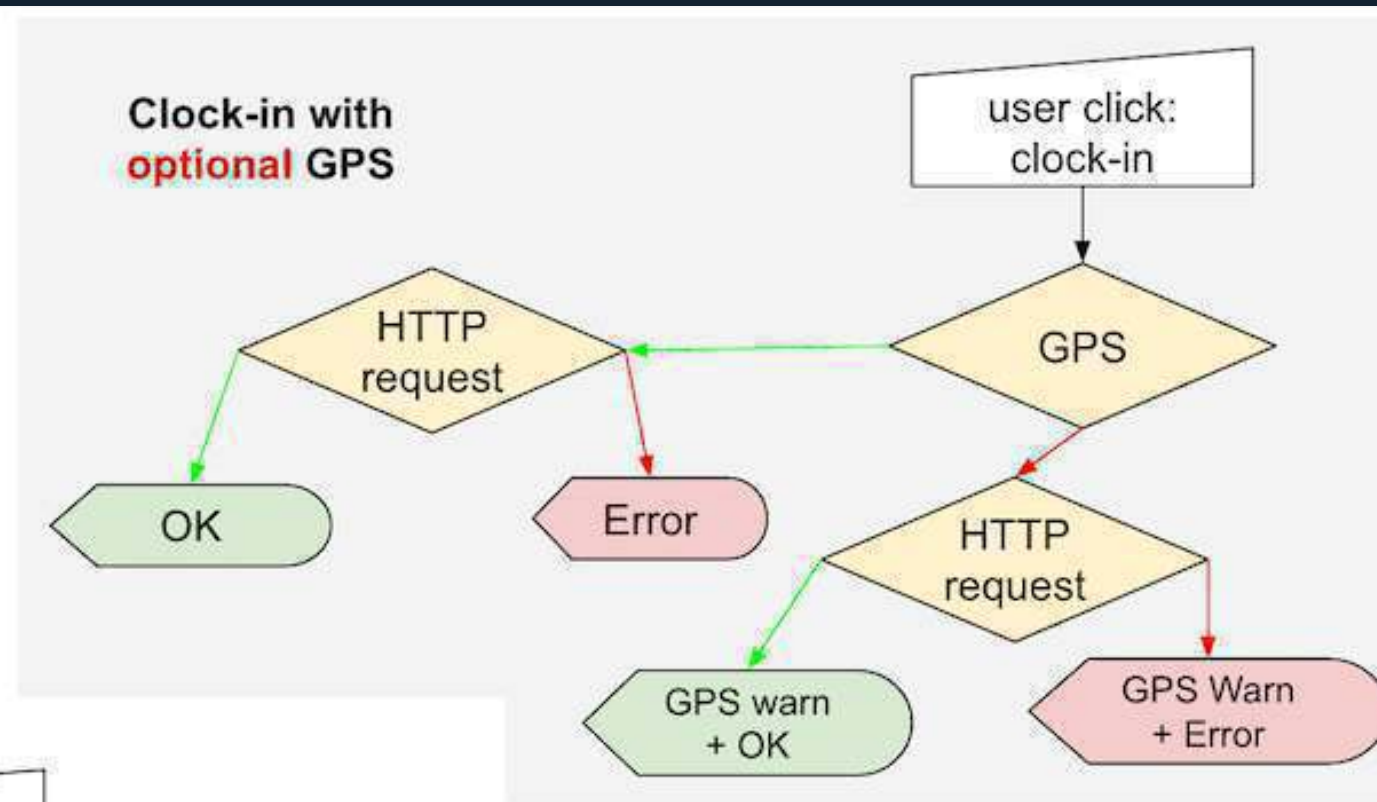 Clock-in with
optional GPS
user click:
clock-in
HTTP
request
GPS
OK
Error
HTTP
request
GPS warn
+ OK
GPS Warn
+ Error